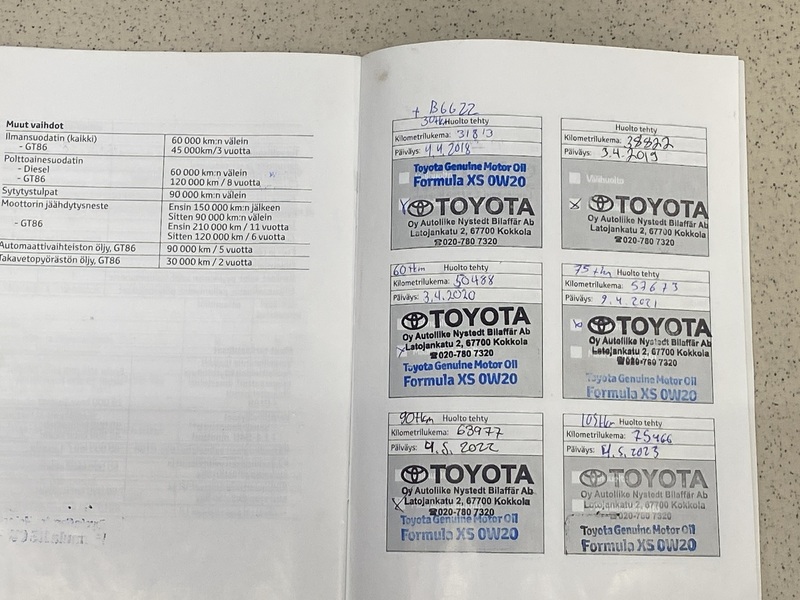 Muut vaihdot
Ilmansuodatin (kaikki)
- GT86
60 000 km:n välein
45 000km/3 vuotta
Polttoainesuodatin
- Diesel
- GT86
60 000 km:n välein
120 000 km / 8 vuotta
Sytytystulpat
90 000 km:n välein
Moottorin jäähdytysneste
- GT86
Ensin 150 000 km:n jälkeen
Sitten 90 000 km:n välein
Ensin 210 000 km / 11 vuotta
Sitten 120 000 km / 6 vuotta
Automaattivaihteiston öljy, GT86
90 000 km / 5 vuotta
Takavetopyörästön öljy, GT86
30 000 km / 2 vuotta
+ B6622
30tkm Huolto tehty
Kilometrilukema: 31813
Päiväys: 4.4.2018
Toyota Genuine Motor Oil
Formula XS 0W20
TOYOTA
Oy Autoliike Nystedt Bilaffär Ab
Latojankatu 2, 67700 Kokkola
☎020-780 7320
Huolto tehty
Kilometrilukema: 38822
Päiväys: 3.4.2019
Välihuolto
TOYOTA
Oy Autoliike Nystedt Bilaffär Ab
Latojankatu 2, 67700 Kokkola
☎020-780 7320
60tkm Huolto tehty
Kilometrilukema: 50488
Päiväys: 3.4.2020
TOYOTA
Oy Autoliike Nystedt Bilaffär Ab
Latojankatu 2, 67700 Kokkola
☎020-780 7320
Toyota Genuine Motor Oil
Formula XS 0W20
75tkm Huolto tehty
Kilometrilukema: 57673
Päiväys: 9.4.2021
TOYOTA
Oy Autoliike Nystedt Bilaffär Ab
Latojankatu 2, 67700 Kokkola
☎020-780 7320
Toyota Genuine Motor Oil
Formula XS 0W20
90tkm Huolto tehty
Kilometrilukema: 63977
Päiväys: 4.5.2022
TOYOTA
Oy Autoliike Nystedt Bilaffär Ab
Latojankatu 2, 67700 Kokkola
☎020-780 7320
Toyota Genuine Motor Oil
Formula XS 0W20
105tkm Huolto tehty
Kilometrilukema: 75466
Päiväys: 4.5.2023
TOYOTA
Oy Autoliike Nystedt Bilaffär Ab
Latojankatu 2, 67700 Kokkola
☎020-780 7320
Toyota Genuine Motor Oil
Formula XS 0W20